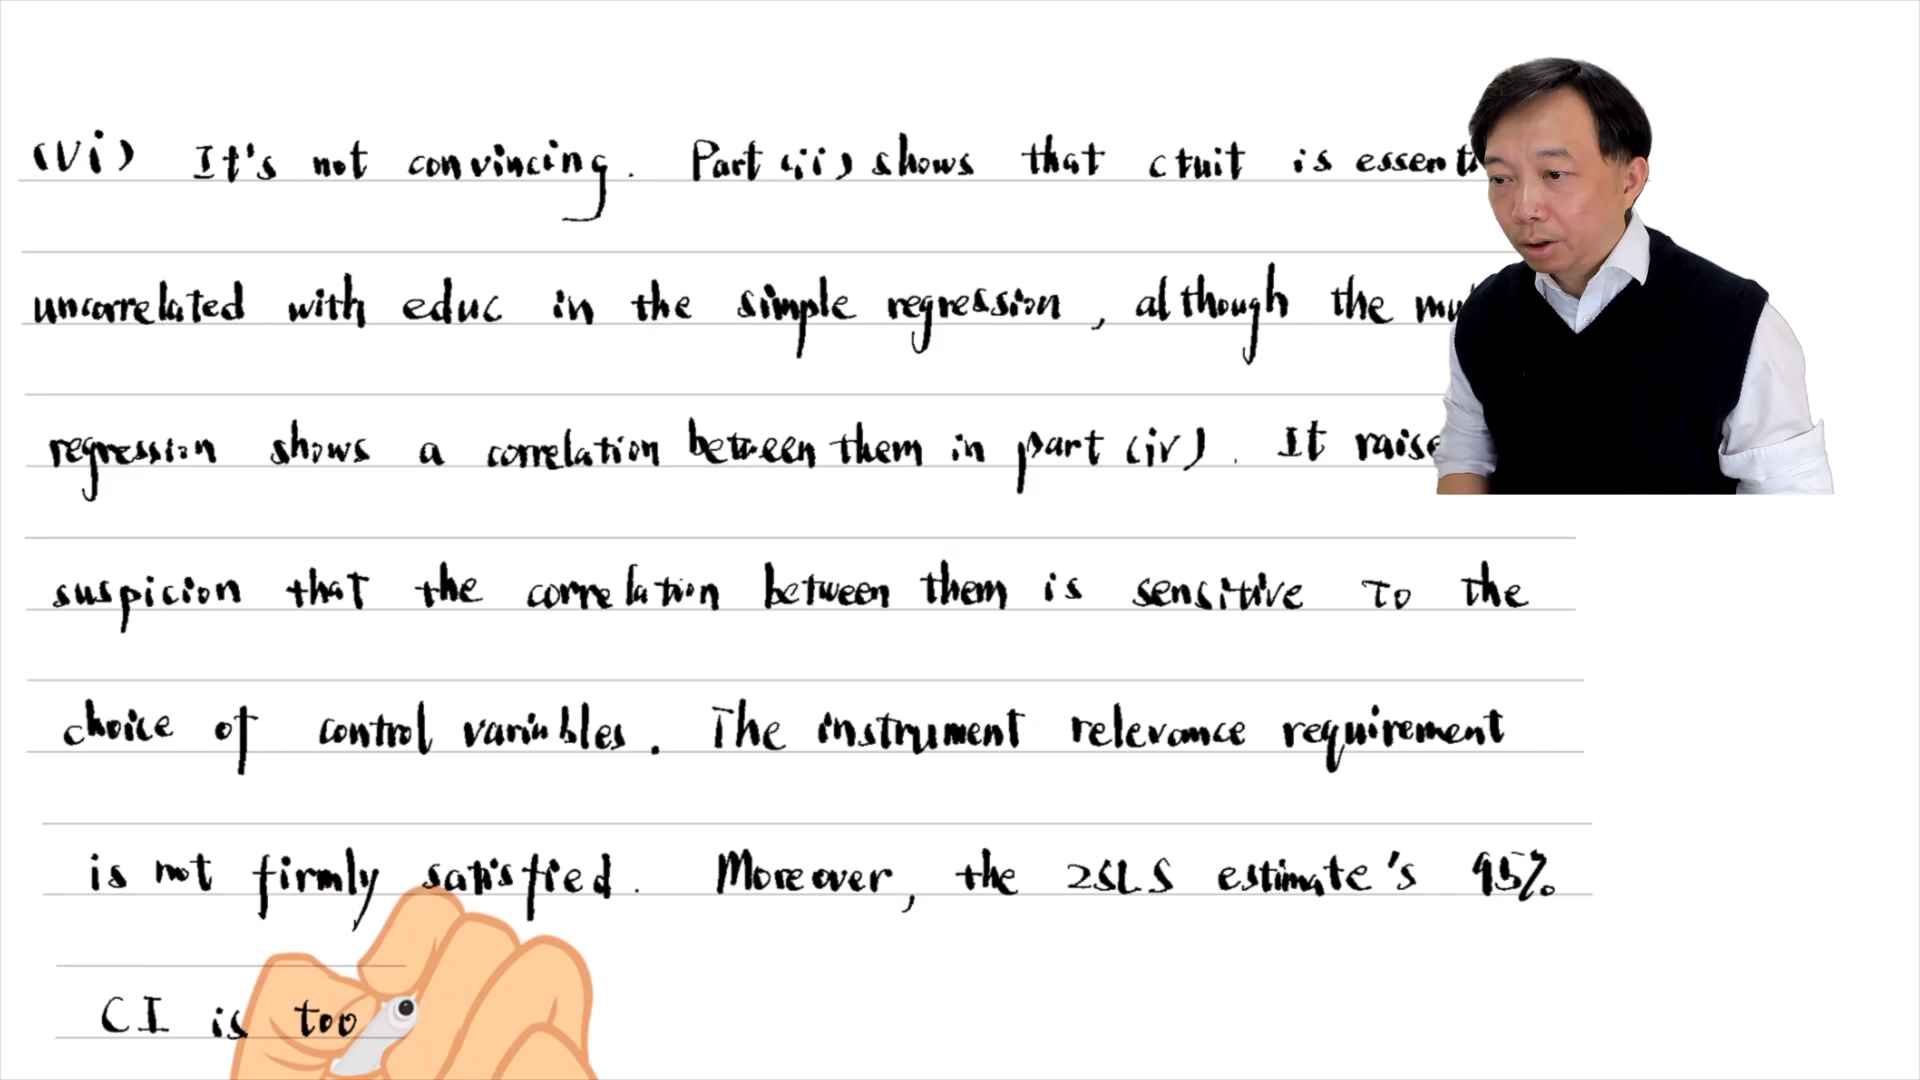 (vi) It's not convincing. Part (ii) shows that ctuit is
uncorrelated with educ in the simple regression, although the
regression shows a correlation between them in part (iv). It
suspicion that the correlation between them is sensitive to the
choice of control variables. The instrument relevance requirement
is not firmly satisfied. Moreover, the 2SLS estimate's 95%
CI is too